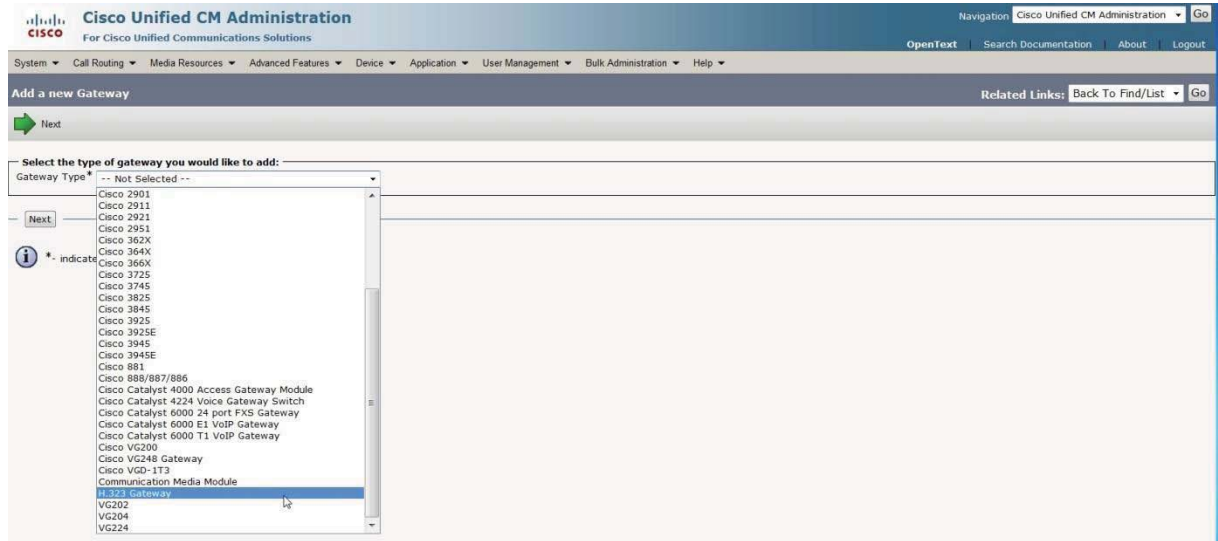 Cisco Unified CM Administration
Navigation Cisco Unified CM Administration Go
CISCO
For Cisco Unified Communications Solutions
OpenText Search Documentation About Logout
System Call Routing Media Resources Advanced Features Device Application User Management Bulk Administration Help
Add a new Gateway
Related Links: Back To Find/List Go
Next
Select the type of gateway you would like to add:
Gateway Type* -- Not Selected --
Cisco 2901
Cisco 2911
Cisco 2921
Next
Cisco 2951
Cisco 362X
Cisco 364X
*- indicate
Cisco 366X
Cisco 3725
Cisco 3745
Cisco 3825
Cisco 3845
Cisco 3925
Cisco 3925E
Cisco 3945
Cisco 3945E
Cisco 881
Cisco 888/887/886
Cisco Catalyst 4000 Access Gateway Module
Cisco Catalyst 4224 Voice Gateway Switch
Cisco Catalyst 6000 24 port FXS Gateway
Cisco Catalyst 6000 E1 VoIP Gateway
Cisco Catalyst 6000 T1 VoIP Gateway
Cisco VG200
Cisco VG248 Gateway
Cisco VGD-1T3
Communication Media Module
H.323 Gateway
VG202
VG204
VG224